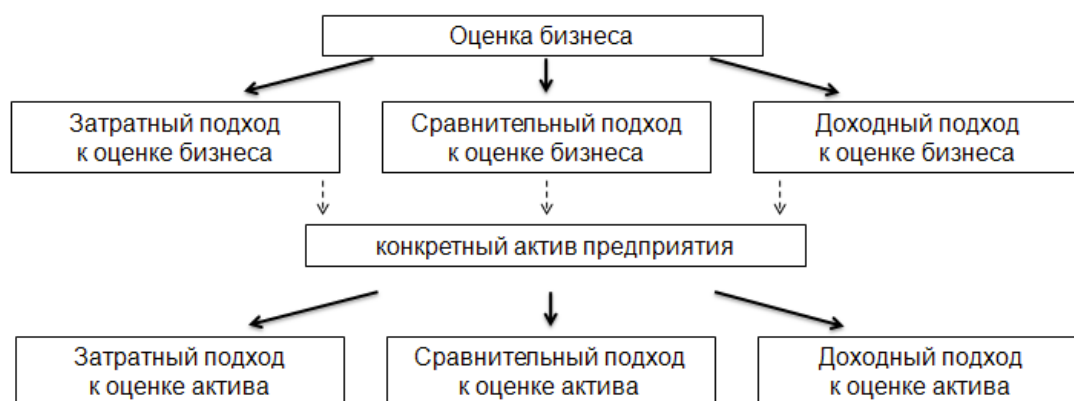 Оценка бизнеса
Затратный подход
к оценке бизнеса
Сравнительный подход
к оценке бизнеса
Доходный подход
к оценке бизнеса
конкретный актив предприятия
Затратный подход
к оценке актива
Сравнительный подход
к оценке актива
Доходный подход
к оценке актива